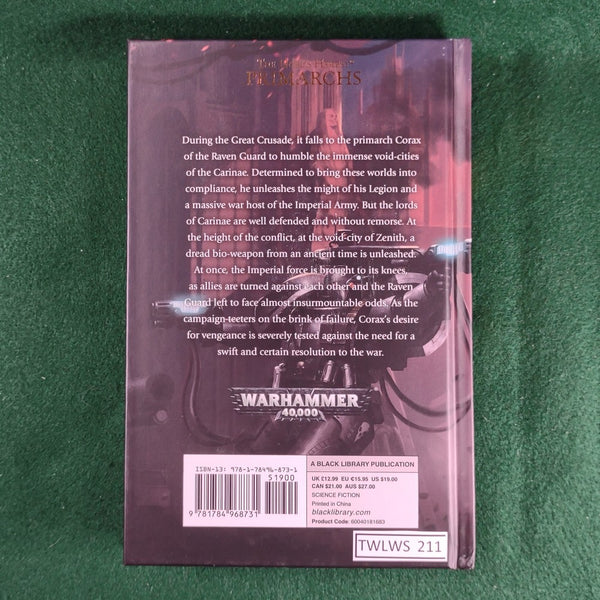 The Horus Heresy
PRIMARCHS
During the Great Crusade, it falls to the primarch Corax
of the Raven Guard to humble the immense void-cities
of the Carinae. Determined to bring these worlds into
compliance, he unleashes the might of his Legion and
a massive war host of the Imperial Army. But the lords
of Carinae are well defended and without remorse. At
the height of the conflict, at the void-city of Zenith, a
dread bio-weapon from an ancient time is unleashed.
At once, the Imperial force is brought to its knees,
as allies are turned against each other and the Raven
Guard left to face almost insurmountable odds. As the
campaign teeters on the brink of failure, Corax's desire
for vengeance is severely tested against the need for a
swift and certain resolution to the war.
WARHAMMER
40,000
ISBN-13: 978-1-78496-873-1
51900
9781784968731
A BLACK LIBRARY PUBLICATION
UK £12.99 EU €15.95 US $19.00
CAN $21.00 AUS $27.00
SCIENCE FICTION
Printed in China
blacklibrary.com
Product Code: 60040181683
TWLWS 211